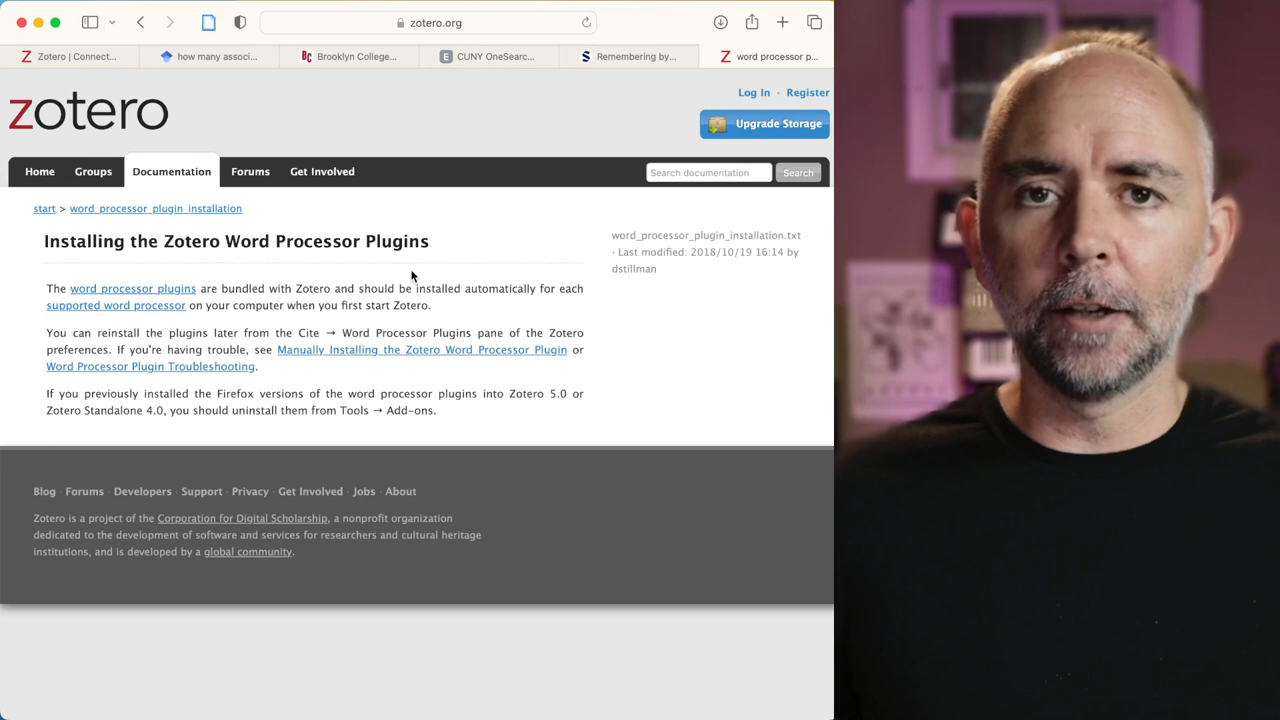 zotero.org
Zotero | Connect...
how many associ...
Brooklyn College...
CUNY OneSearc...
Remembering by...
word processor p...
zotero
Log In · Register
Upgrade Storage
Home Groups Documentation Forums Get Involved
Search documentation Search
start > word_processor_plugin_installation
Installing the Zotero Word Processor Plugins
word_processor_plugin_installation.txt
· Last modified: 2018/10/19 16:14 by
dstillman
The word processor plugins are bundled with Zotero and should be installed automatically for each
supported word processor on your computer when you first start Zotero.
You can reinstall the plugins later from the Cite → Word Processor Plugins pane of the Zotero
preferences. If you're having trouble, see Manually Installing the Zotero Word Processor Plugin or
Word Processor Plugin Troubleshooting.
If you previously installed the Firefox versions of the word processor plugins into Zotero 5.0 or
Zotero Standalone 4.0, you should uninstall them from Tools → Add-ons.
Blog · Forums · Developers · Support · Privacy · Get Involved · Jobs · About
Zotero is a project of the Corporation for Digital Scholarship, a nonprofit organization
dedicated to the development of software and services for researchers and cultural heritage
institutions, and is developed by a global community.